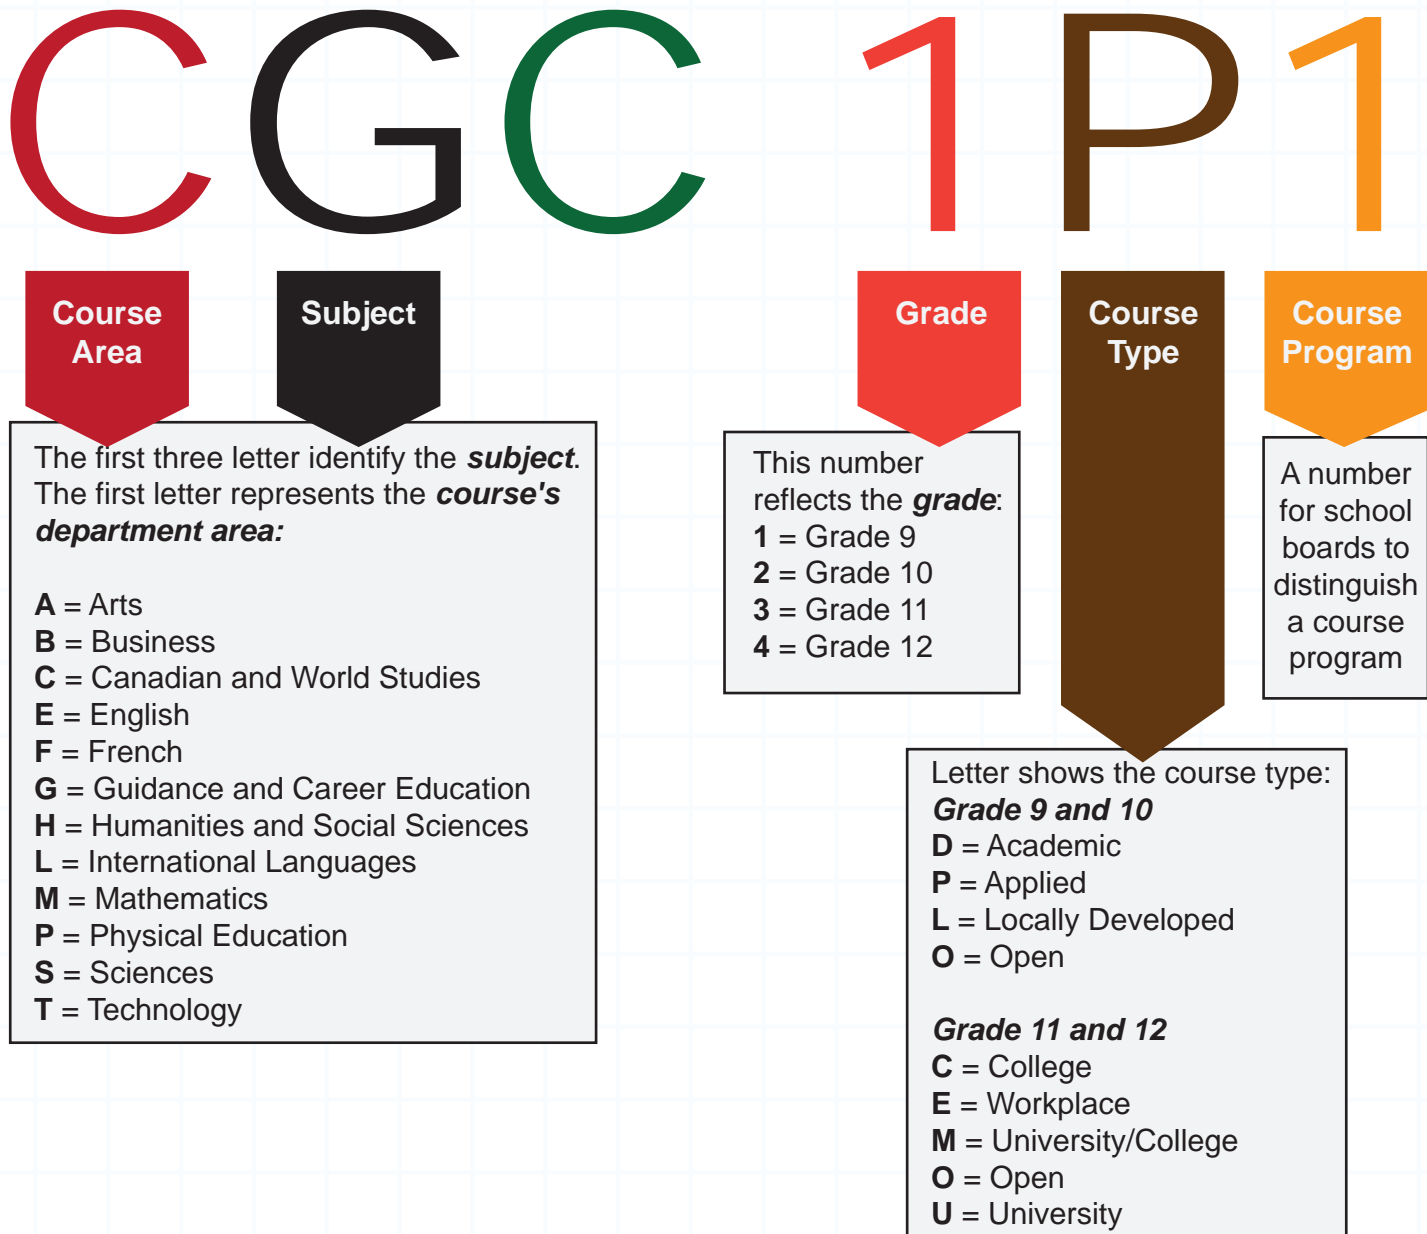 CGC 1P1
Course
Area
Subject
Grade
Course
Type
Course
Program
The first three letter identify the subject.
The first letter represents the course's
department area:
A = Arts
B = Business
C = Canadian and World Studies
E = English
F = French
G = Guidance and Career Education
H = Humanities and Social Sciences
L = International Languages
M = Mathematics
P = Physical Education
S = Sciences
T = Technology
This number
reflects the grade:
1 = Grade 9
2 = Grade 10
3 = Grade 11
4 = Grade 12
A number
for school
boards to
distinguish
a course
program
Letter shows the course type:
Grade 9 and 10
D = Academic
P = Applied
L = Locally Developed
O = Open
Grade 11 and 12
C = College
E = Workplace
M = University/College
O = Open
U = University